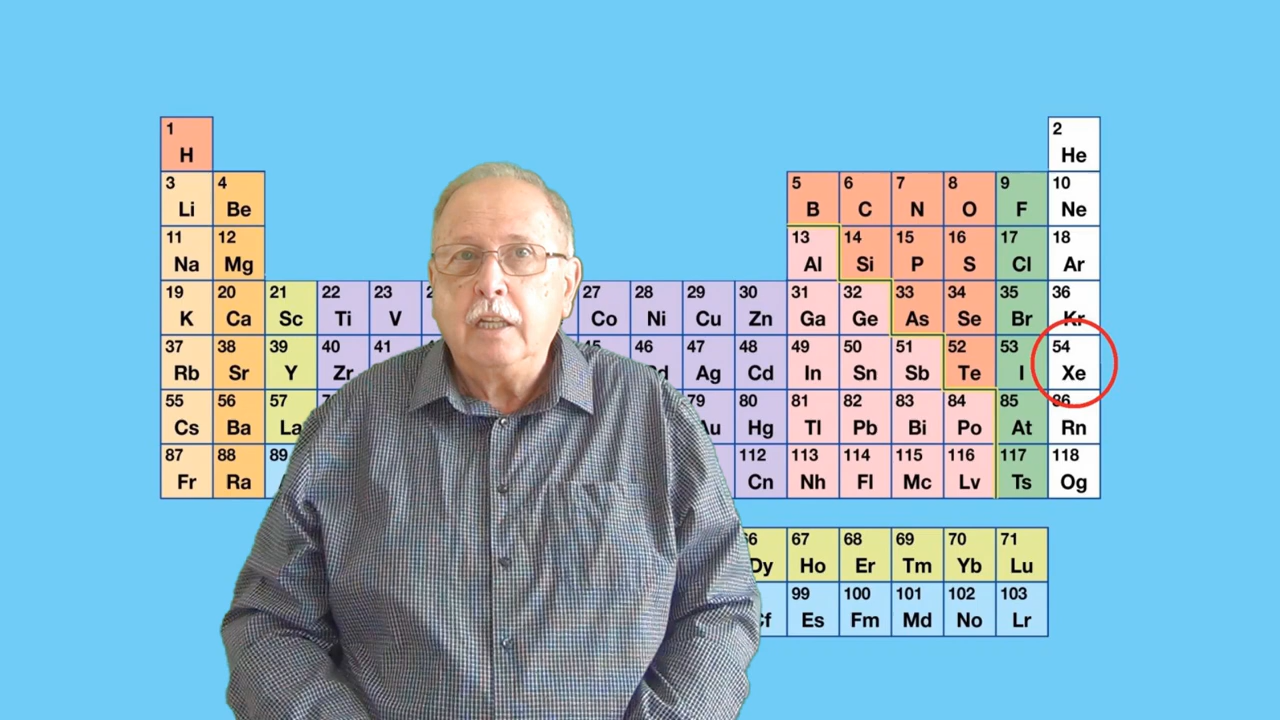 1 2
H He
3 4 5 6 7 8 9 10
Li Be B C N O F Ne
11 12 13 14 15 16 17 18
Na Mg Al Si P S Cl Ar
19 20 21 22 23 27 28 29 30 31 32 33 34 35 36
K Ca Sc Ti V Co Ni Cu Zn Ga Ge As Se Br Kr
37 38 39 40 41 46 47 48 49 50 51 52 53 54
Rb Sr Y Zr Ag Cd In Sn Sb Te I Xe
55 56 57 79 80 81 82 83 84 85 86
Cs Ba La Au Hg Tl Pb Bi Po At Rn
87 88 89 112 113 114 115 116 117 118
Fr Ra Cn Nh Fl Mc Lv Ts Og
66 67 68 69 70 71
Dy Ho Er Tm Yb Lu
99 100 101 102 103
Es Fm Md No Lr